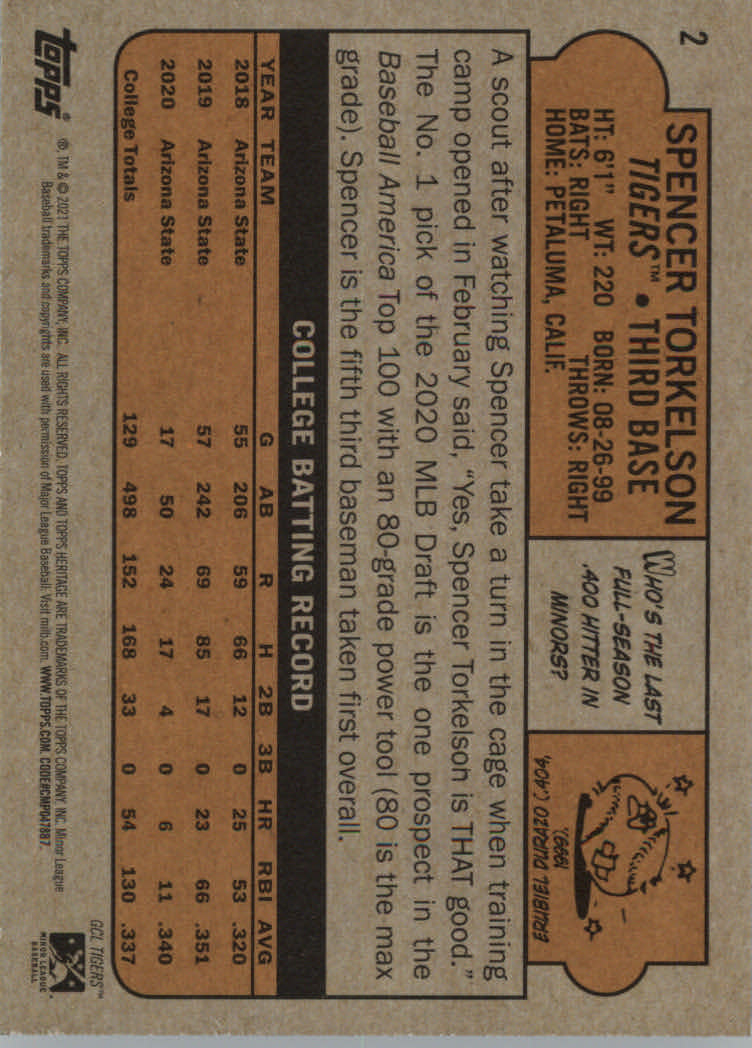 2
SPENCER TORKELSON
TIGERS™ • THIRD BASE
HT: 6'1" WT: 220 BORN: 08-26-99
BATS: RIGHT THROWS: RIGHT
HOME: PETALUMA, CALIF.
WHO'S THE LAST
FULL-SEASON
.400 HITTER IN
MINORS?
ERUBIEL DURAZO (.404,
1999).
A scout after watching Spencer take a turn in the cage when training
camp opened in February said, “Yes, Spencer Torkelson is THAT good.”
The No. 1 pick of the 2020 MLB Draft is the one prospect in the
Baseball America Top 100 with an 80-grade power tool (80 is the max
grade). Spencer is the fifth third baseman taken first overall.
COLLEGE BATTING RECORD
YEAR TEAM G AB R H 2B 3B HR RBI AVG
2018 Arizona State 55 206 59 66 12 0 25 53 .320
2019 Arizona State 57 242 69 85 17 0 23 66 .351
2020 Arizona State 17 50 24 17 4 0 6 11 .340
College Totals 129 498 152 168 33 0 54 130 .337
GCL TIGERS™
topps®
®, TM & © 2021 THE TOPPS COMPANY, INC. ALL RIGHTS RESERVED. TOPPS AND TOPPS HERITAGE ARE TRADEMARKS OF THE TOPPS COMPANY, INC. Minor League
Baseball trademarks and copyrights are used with permission of Major League Baseball. Visit milb.com. WWW.TOPPS.COM. CODE#CMP047887.
MINOR LEAGUE
BASEBALL